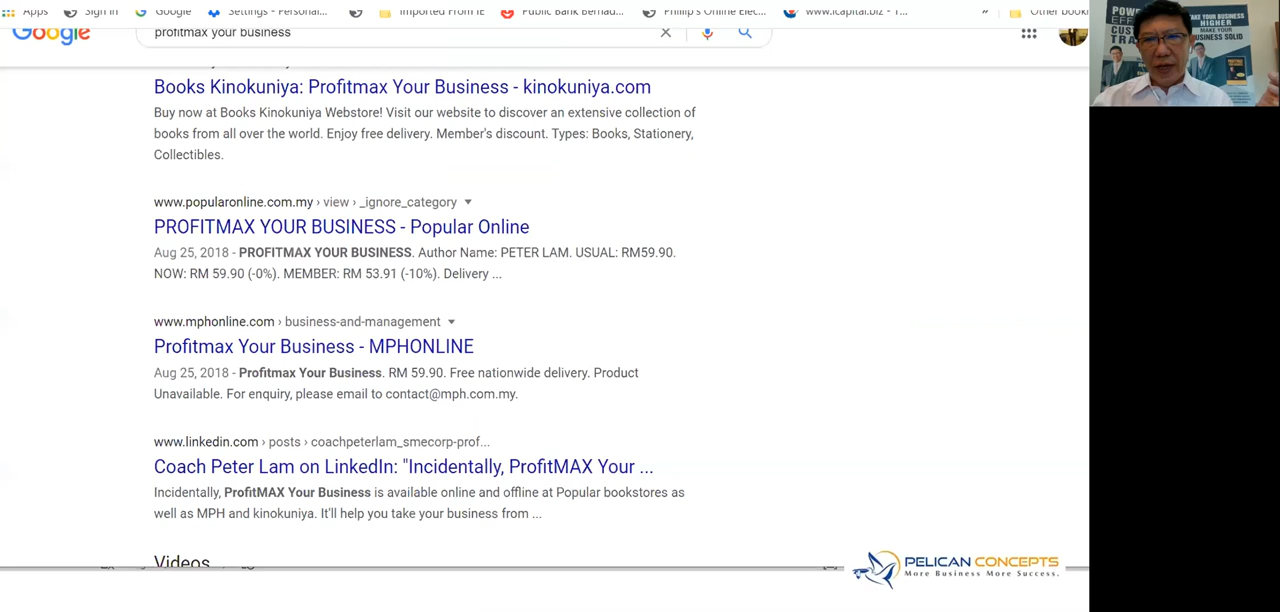 Apps Sign in Google Settings - Personal... Imported From IE Public Bank Berhad... Phillip's Online Elec... www.icapital.biz - T... » Other book
Google profitmax your business
Books Kinokuniya: Profitmax Your Business - kinokuniya.com
Buy now at Books Kinokuniya Webstore! Visit our website to discover an extensive collection of
books from all over the world. Enjoy free delivery. Member's discount. Types: Books, Stationery,
Collectibles.
www.popularonline.com.my › view › _ignore_category
PROFITMAX YOUR BUSINESS - Popular Online
Aug 25, 2018 - PROFITMAX YOUR BUSINESS. Author Name: PETER LAM. USUAL: RM59.90.
NOW: RM 59.90 (-0%). MEMBER: RM 53.91 (-10%). Delivery ...
www.mphonline.com › business-and-management
Profitmax Your Business - MPHONLINE
Aug 25, 2018 - Profitmax Your Business. RM 59.90. Free nationwide delivery. Product
Unavailable. For enquiry, please email to contact@mph.com.my.
www.linkedin.com › posts › coachpeterlam_smecorp-prof...
Coach Peter Lam on LinkedIn: "Incidentally, ProfitMAX Your ...
Incidentally, ProfitMAX Your Business is available online and offline at Popular bookstores as
well as MPH and kinokuniya. It'll help you take your business from ...
Videos
PELICAN CONCEPTS
More Business More Success.
TAKE YOUR BUSINESS
HIGHER
MAKE YOUR
BUSINESS SOLID